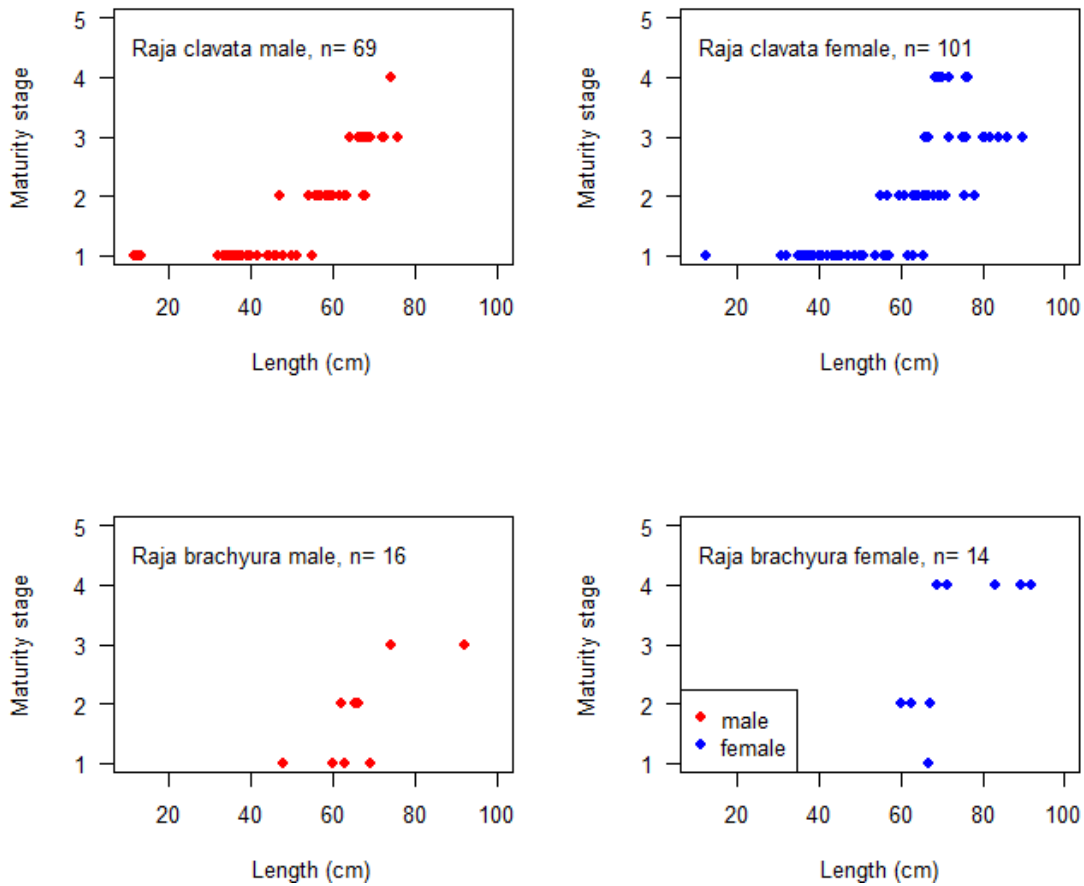 Raja clavata male, n= 69
Maturity stage
5
4
3
2
1
20 40 60 80 100
Length (cm)
Raja clavata female, n= 101
Maturity stage
5
4
3
2
1
20 40 60 80 100
Length (cm)
Raja brachyura male, n= 16
Maturity stage
5
4
3
2
1
20 40 60 80 100
Length (cm)
Raja brachyura female, n= 14
Maturity stage
5
4
3
2
1
male
female
20 40 60 80 100
Length (cm)